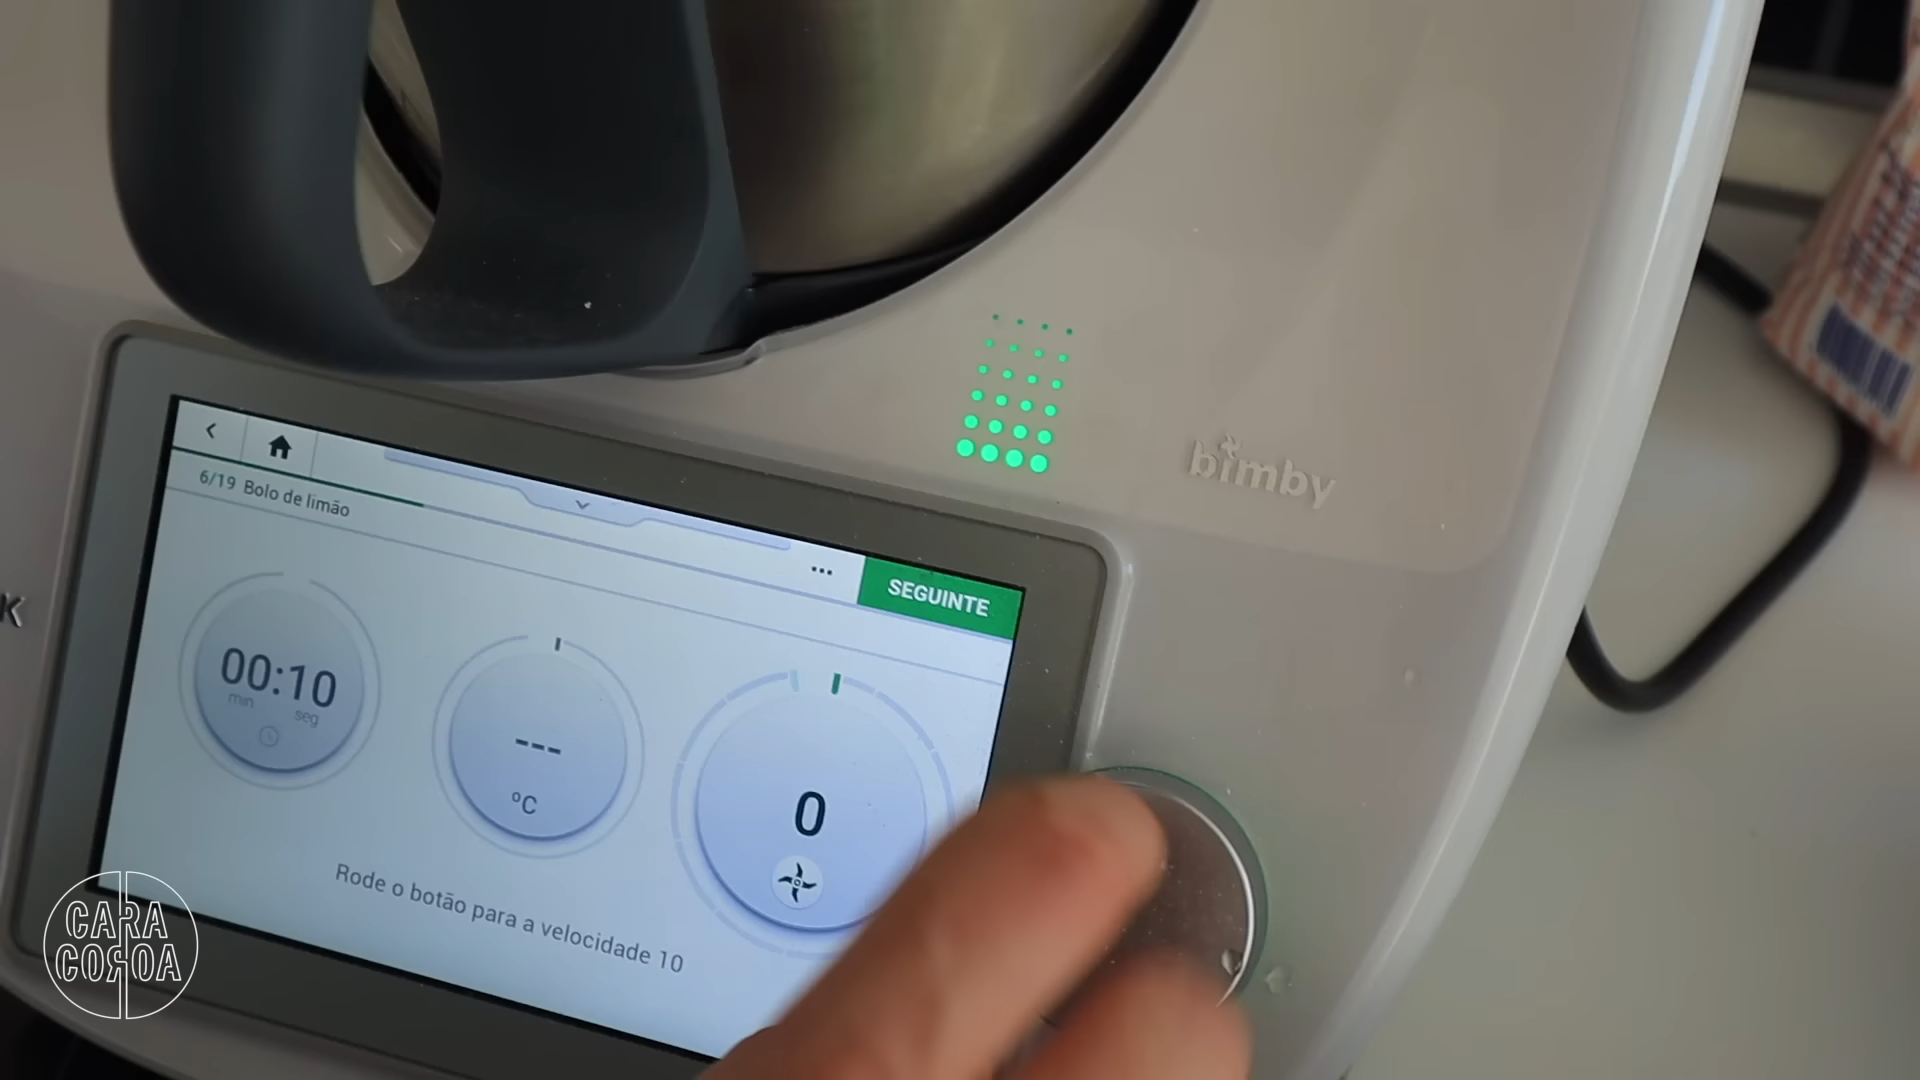 bimby
6/19 Bolo de limão
...
SEGUINTE
00:10
min seg
---
°C
0
Rode o botão para a velocidade 10
K
CARA
COROA